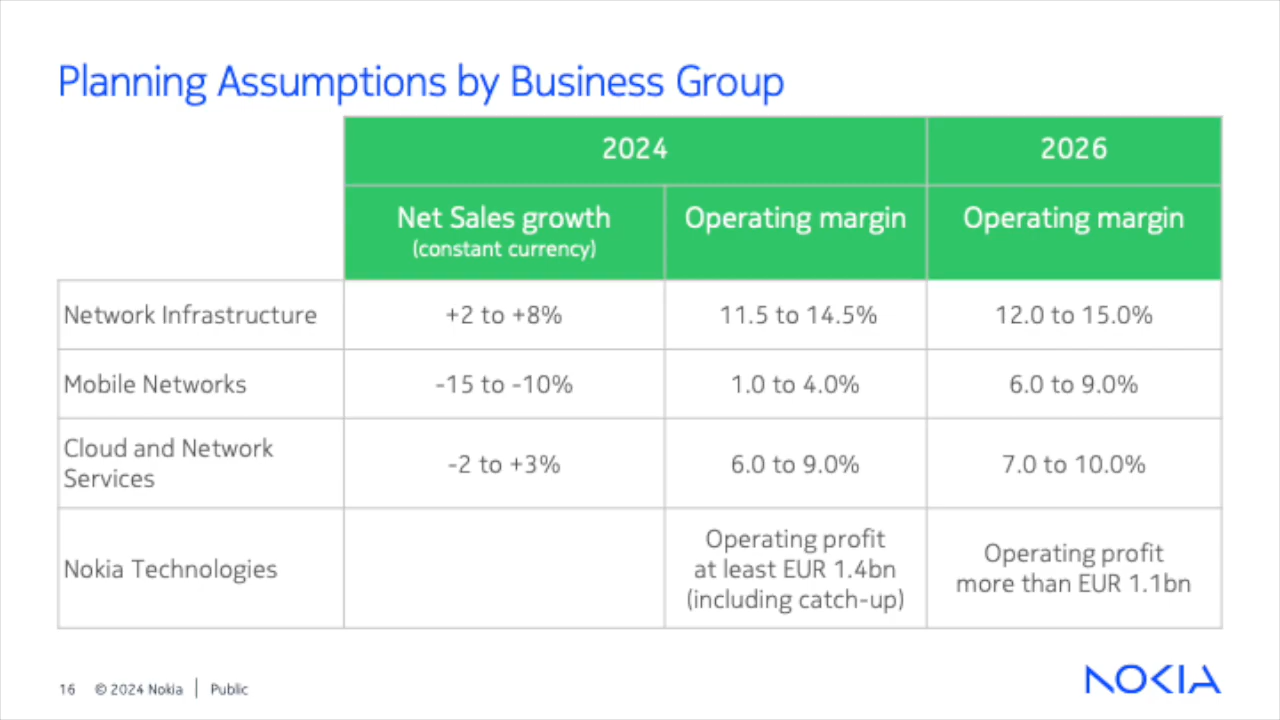 Planning Assumptions by Business Group
2024
2026
Net Sales growth
(constant currency)
Operating margin
Operating margin
Network Infrastructure
+2 to +8%
11.5 to 14.5%
12.0 to 15.0%
Mobile Networks
-15 to -10%
1.0 to 4.0%
6.0 to 9.0%
Cloud and Network
Services
-2 to +3%
6.0 to 9.0%
7.0 to 10.0%
Nokia Technologies
Operating profit
at least EUR 1.4bn
(including catch-up)
Operating profit
more than EUR 1.1bn
16 © 2024 Nokia | Public
NOKIA